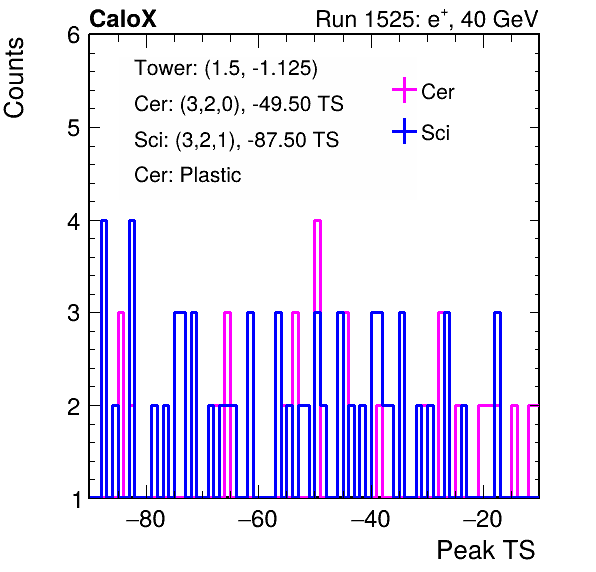 CaloX Run 1525: e+, 40 GeV
Counts
6
5
4
3
2
1
Tower: (1.5, -1.125)
Cer: (3,2,0), -49.50 TS
Sci: (3,2,1), -87.50 TS
Cer: Plastic
Cer
Sci
−80 −60 −40 −20
Peak TS